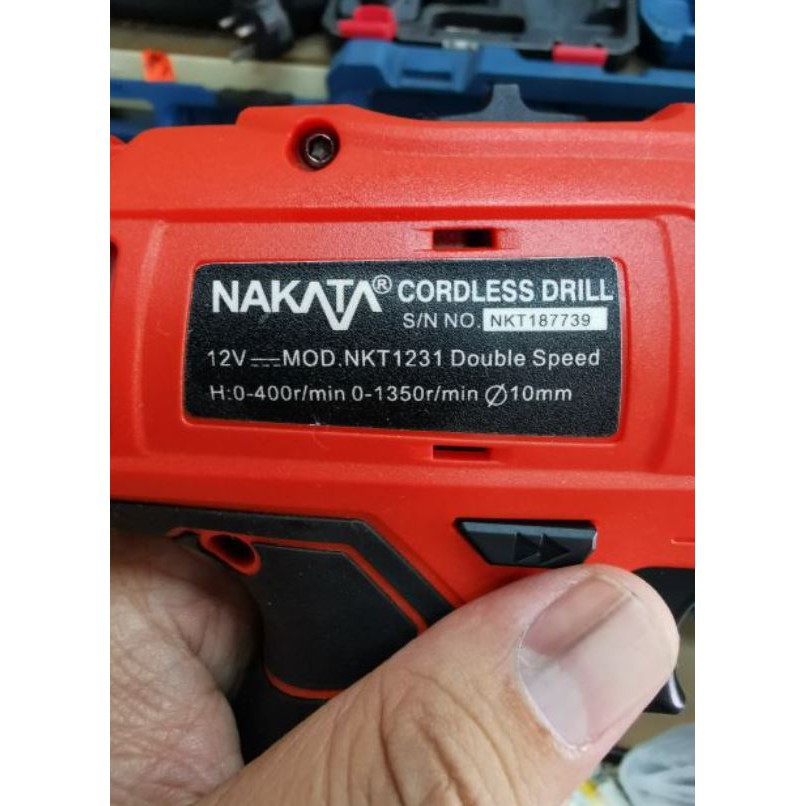 NAKATA® CORDLESS DRILL
S/N NO. NKT187739
12V ⎓ MOD.NKT1231 Double Speed
H:0-400r/min 0-1350r/min ∅10mm